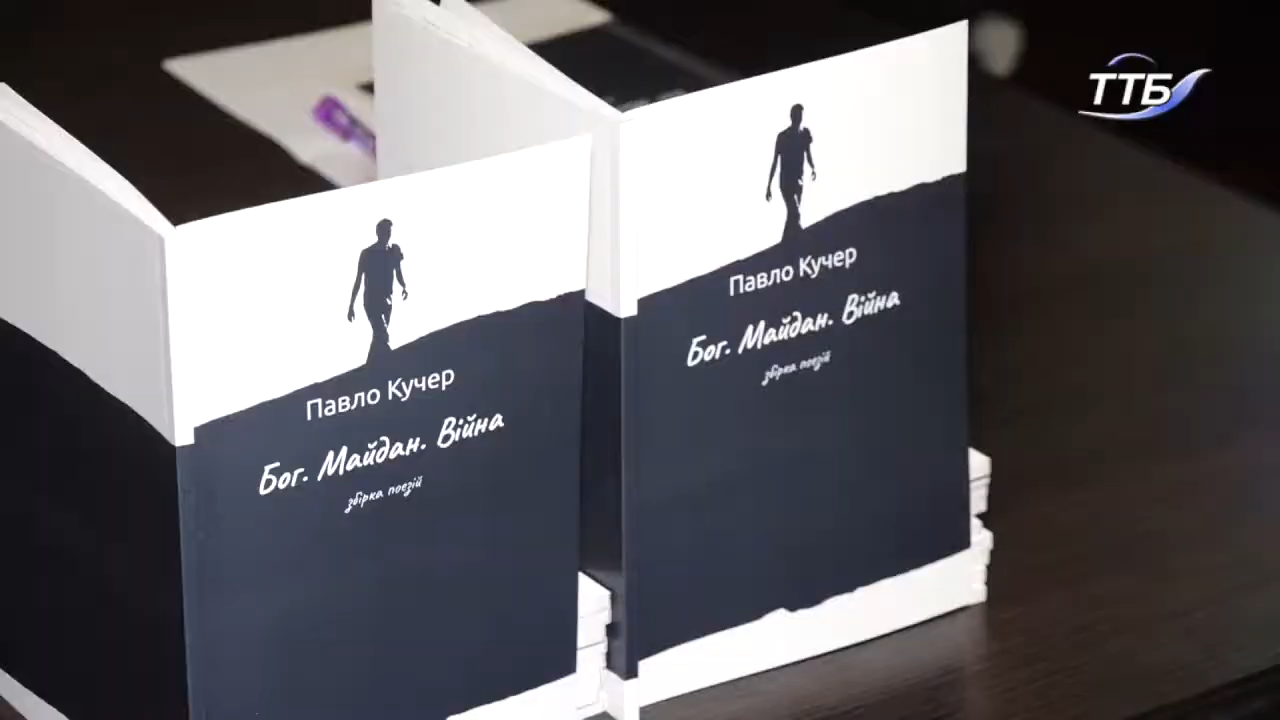 ТТБ
Павло Кучер
Бог. Майдан. Війна
збірка поезій
Павло Кучер
Бог. Майдан. Війна
збірка поезій